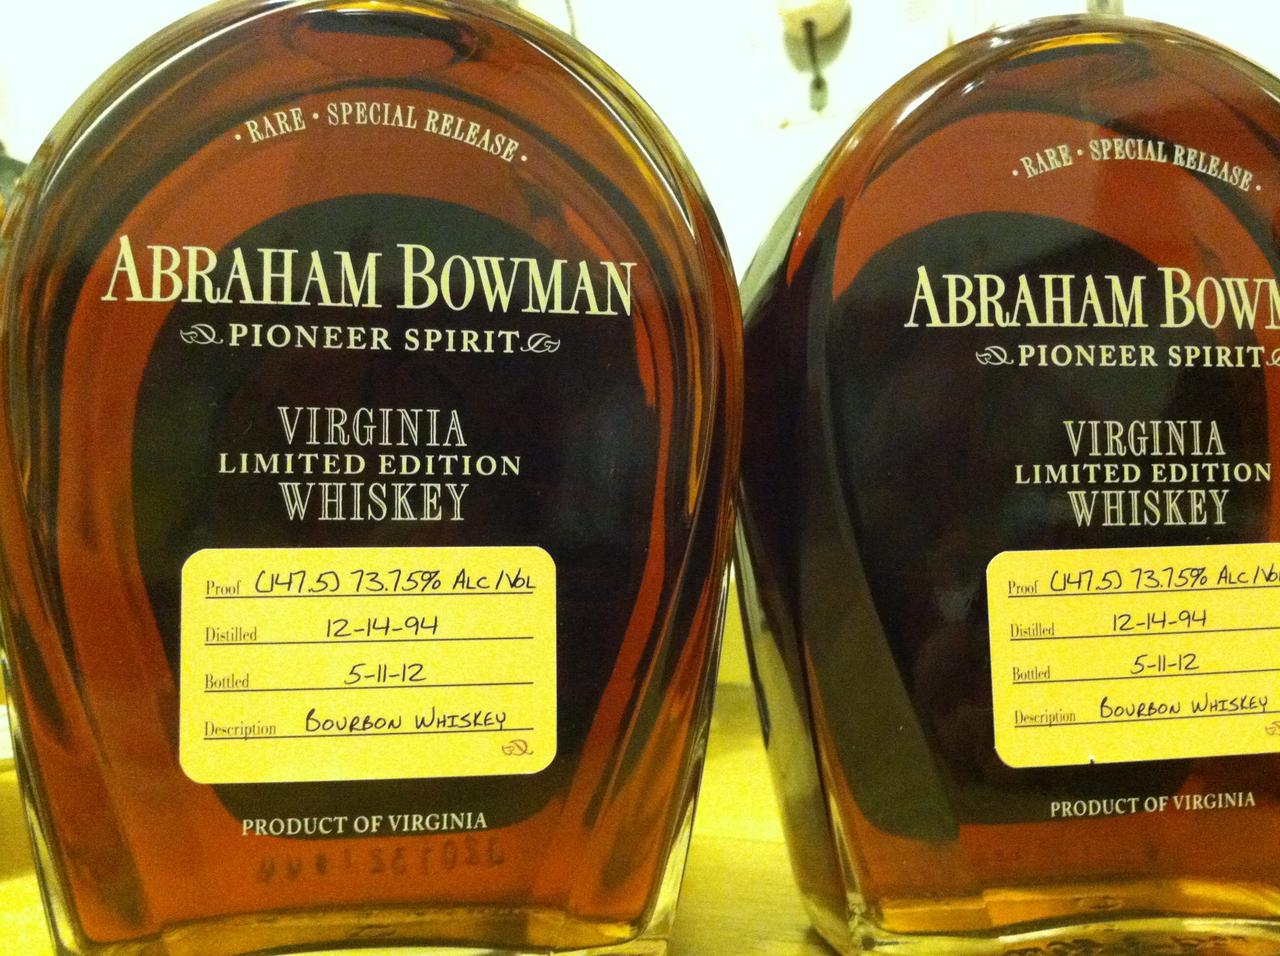 · RARE · SPECIAL RELEASE ·
ABRAHAM BOWMAN
PIONEER SPIRIT
VIRGINIA
LIMITED EDITION
WHISKEY
Proof (147.5) 73.75% ALC/VOL
Distilled 12-14-94
Bottled 5-11-12
Description BOURBON WHISKEY
PRODUCT OF VIRGINIA
· RARE · SPECIAL RELEASE ·
ABRAHAM BOW
PIONEER SPIRIT
VIRGINIA
LIMITED EDITION
WHISKEY
Proof (147.5) 73.75% ALC/VOL
Distilled 12-14-94
Bottled 5-11-12
Description BOURBON WHISKEY
PRODUCT OF VIRGINIA